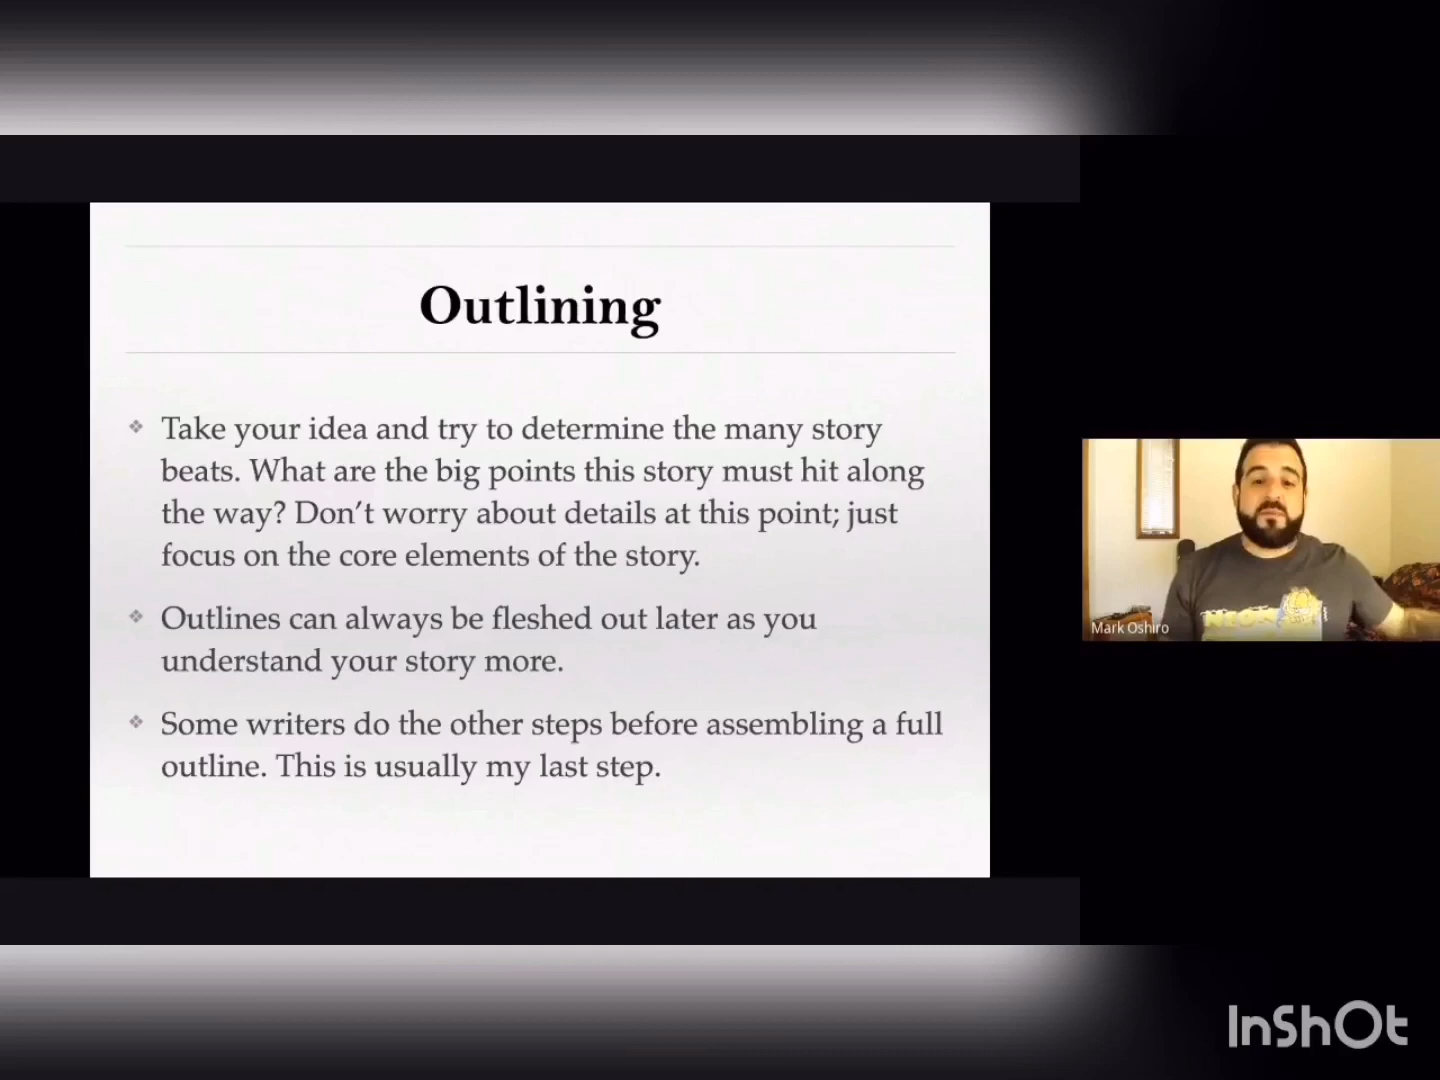 Outlining
Take your idea and try to determine the many story
beats. What are the big points this story must hit along
the way? Don't worry about details at this point; just
focus on the core elements of the story.
Outlines can always be fleshed out later as you
understand your story more.
Some writers do the other steps before assembling a full
outline. This is usually my last step.
Mark Oshiro
InShOt